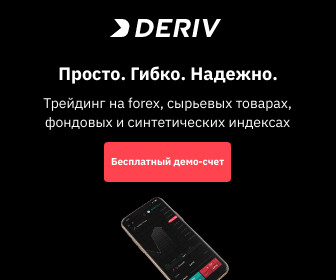 DERIV
Просто. Гибко. Надежно.
Трейдинг на forex, сырьевых товарах,
фондовых и синтетических индексах
Бесплатный демо-счет